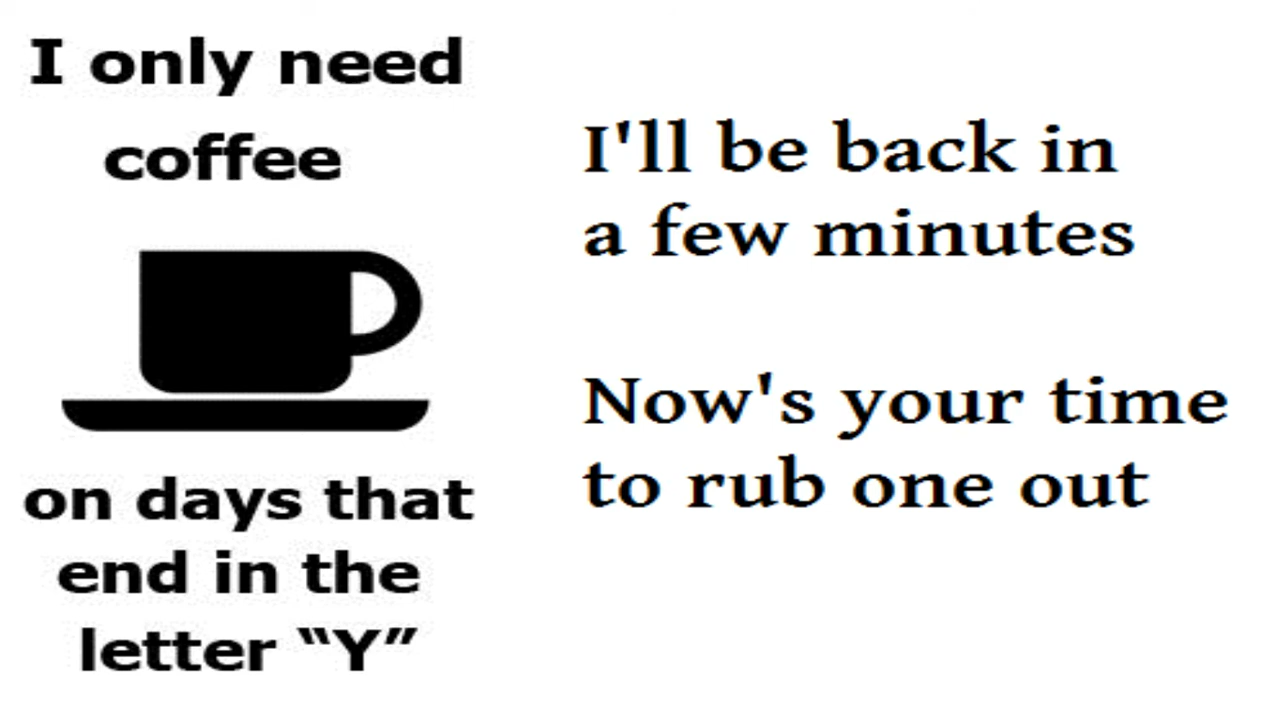 I only need
coffee
on days that
end in the
letter “Y”
I'll be back in
a few minutes
Now's your time
to rub one out